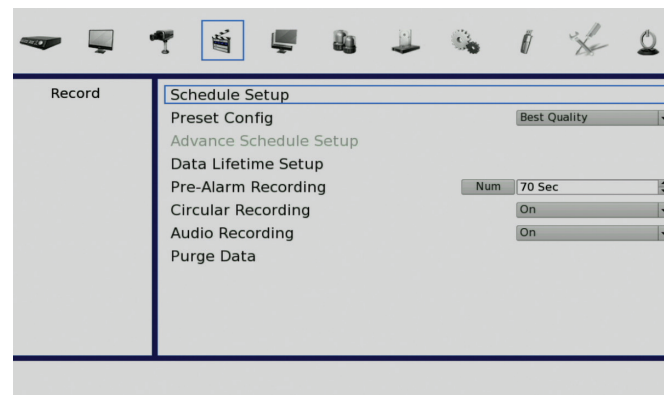 Record
Schedule Setup
Preset Config Best Quality
Advance Schedule Setup
Data Lifetime Setup
Pre-Alarm Recording Num 70 Sec
Circular Recording On
Audio Recording On
Purge Data